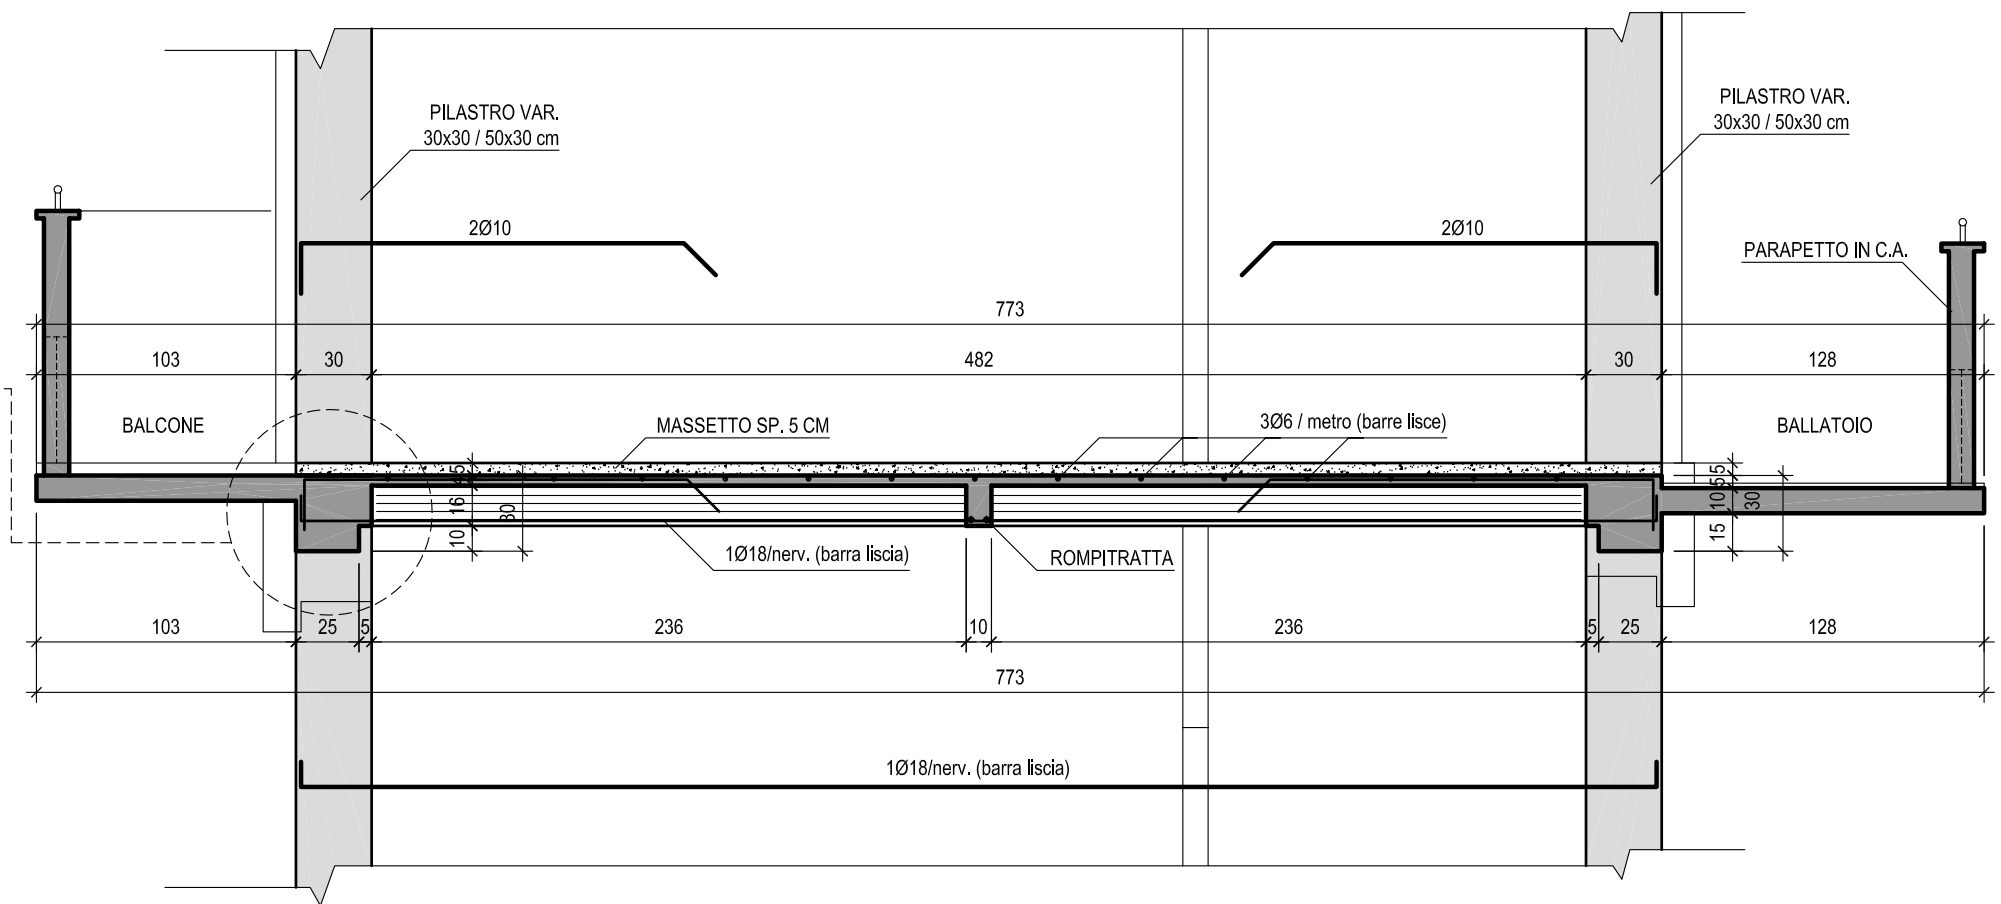 PILASTRO VAR.
30x30 / 50x30 cm
PILASTRO VAR.
30x30 / 50x30 cm
2Ø10
2Ø10
PARAPETTO IN C.A.
773
103
30
482
30
128
BALCONE
MASSETTO SP. 5 CM
3Ø6 / metro (barre lisce)
BALLATOIO
5
4
16
10
30
5
5
10
15
30
1Ø18/nerv. (barra liscia)
ROMPITRATTA
103
25
5
236
10
236
5
25
128
773
1Ø18/nerv. (barra liscia)